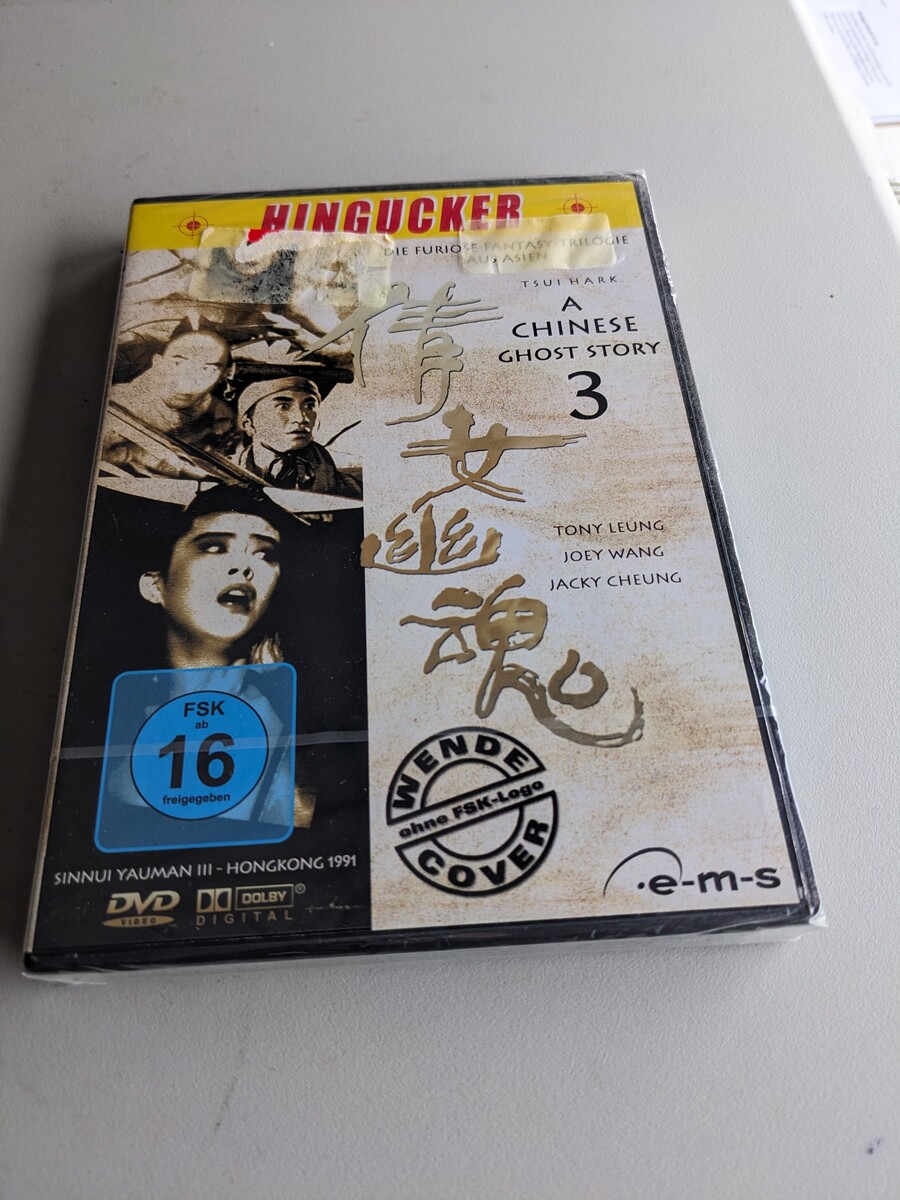 HINGUCKER
DIE FURIOSE FANTASY-TRILOGIE
AUS ASIEN
TSUI HARK
A
CHINESE
GHOST STORY
3
倩
女
幽
魂
TONY LEUNG
JOEY WANG
JACKY CHEUNG
FSK
ab
16
freigegeben
WENDE
ohne FSK-Logo
COVER
SINNUI YAUMAN III - HONGKONG 1991
DVD
VIDEO
DOLBY®
DIGITAL
·e-m-s